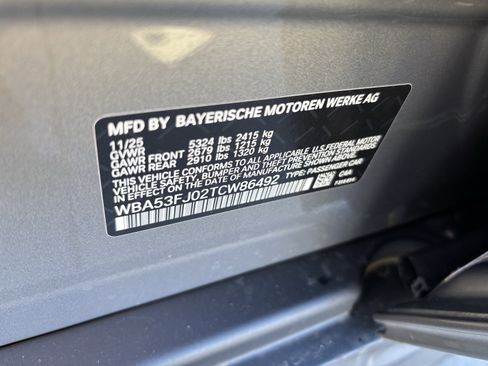 MFD BY BAYERISCHE MOTOREN WERKE AG
11/25
GVWR 5324 lbs 2415 kg
GAWR FRONT 2679 lbs 1215 kg
GAWR REAR 2910 lbs 1320 kg
THIS VEHICLE CONFORMS TO ALL APPLICABLE U.S. FEDERAL MOTOR
VEHICLE SAFETY, BUMPER, AND THEFT PREVENTION STANDARDS
IN EFFECT ON THE DATE OF MANUFACTURE SHOWN ABOVE.
WBA53FJ02TCW86492 TYPE: PASSENGER CAR